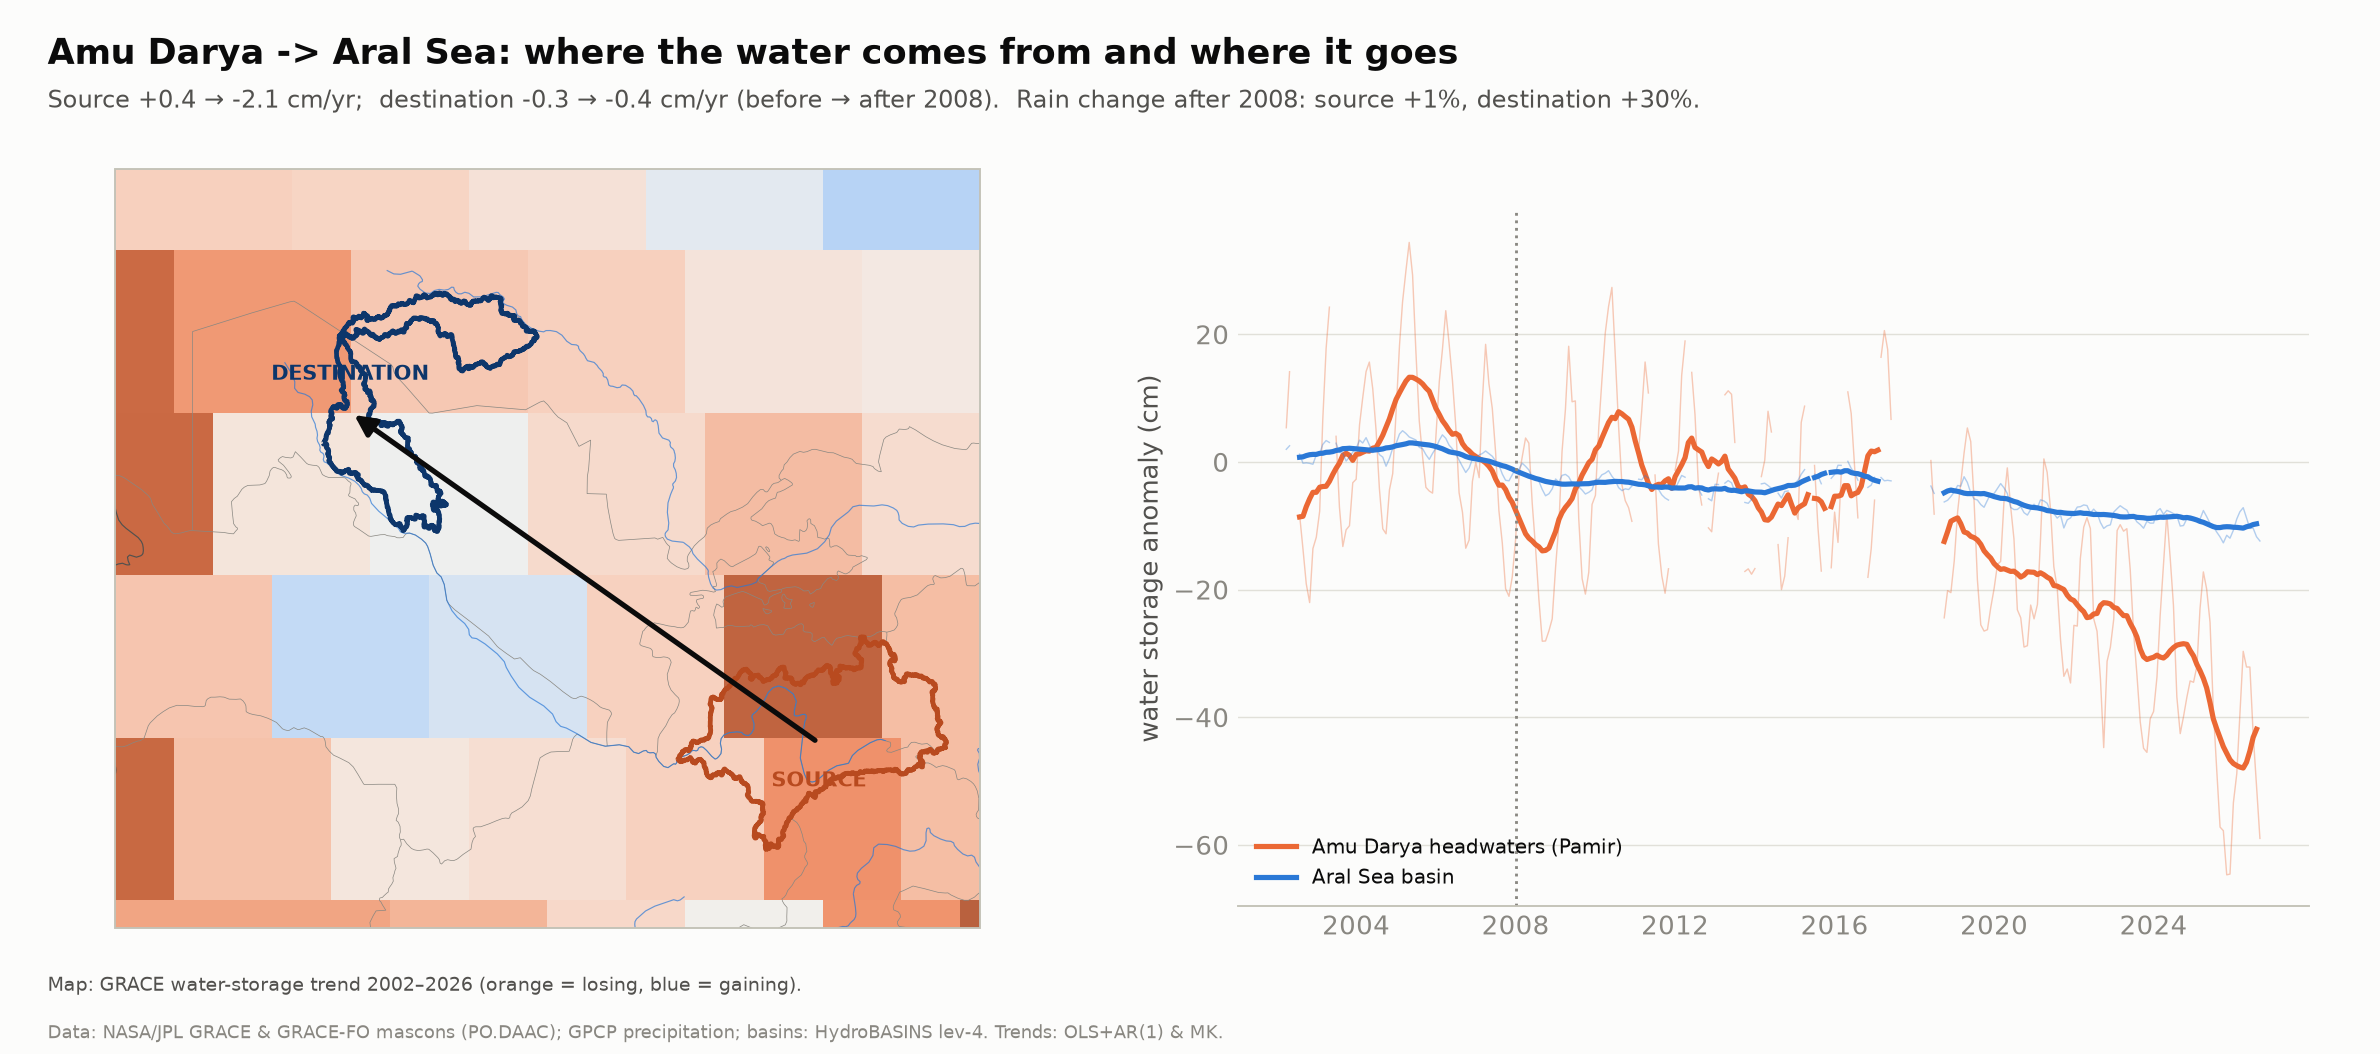 Amu Darya -> Aral Sea: where the water comes from and where it goes
Source +0.4 → -2.1 cm/yr;  destination -0.3 → -0.4 cm/yr (before → after 2008).  Rain change after 2008: source +1%, destination +30%.
DESTINATION
SOURCE
water storage anomaly (cm)
20
0
−20
−40
−60
Amu Darya headwaters (Pamir)
Aral Sea basin
2004 2008 2012 2016 2020 2024
Map: GRACE water-storage trend 2002–2026 (orange = losing, blue = gaining).
Data: NASA/JPL GRACE & GRACE-FO mascons (PO.DAAC); GPCP precipitation; basins: HydroBASINS lev-4. Trends: OLS+AR(1) & MK.